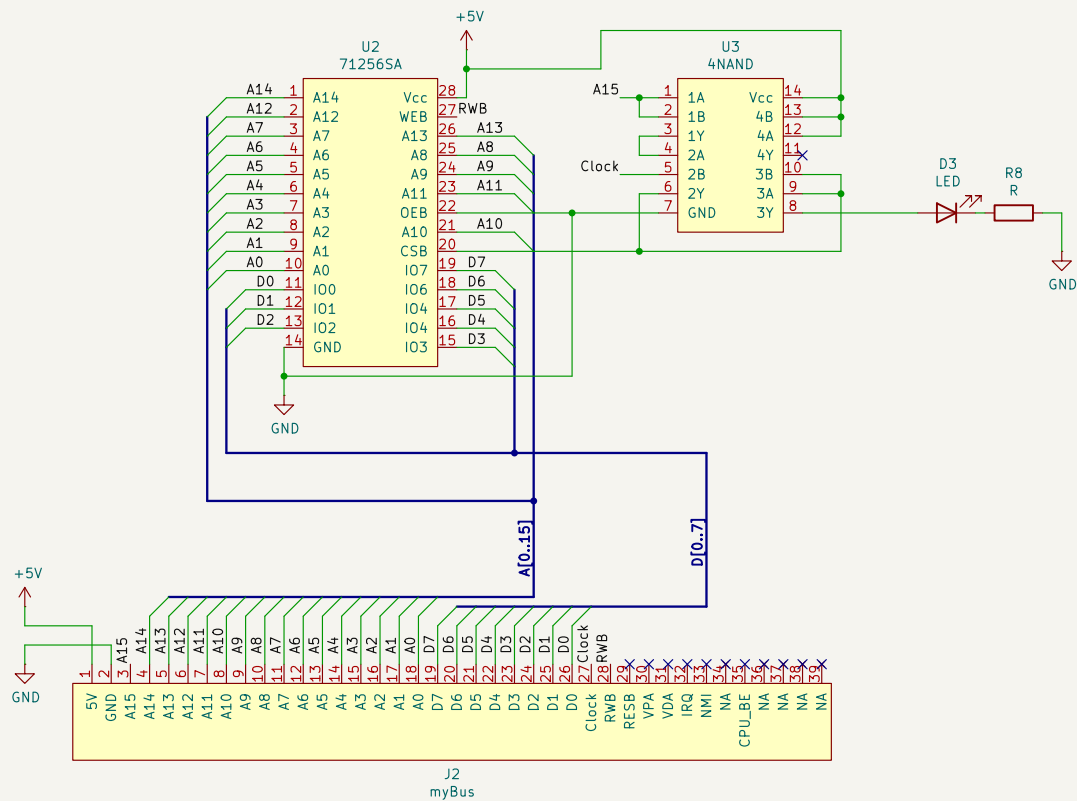 +5V
U2
71256SA
A14 1 A14 Vcc 28
A12 2 A12 WEB 27 RWB
A7 3 A7 A13 26 A13
A6 4 A6 A8 25 A8
A5 5 A5 A9 24 A9
A4 6 A4 A11 23 A11
A3 7 A3 OEB 22
A2 8 A2 A10 21 A10
A1 9 A1 CSB 20
A0 10 A0 IO7 19 D7
D0 11 IO0 IO6 18 D6
D1 12 IO1 IO4 17 D5
D2 13 IO2 IO4 16 D4
14 GND IO3 15 D3
GND
U3
4NAND
A15 1 1A Vcc 14
2 1B 4B 13
3 1Y 4A 12
4 2A 4Y 11
Clock 5 2B 3B 10
6 2Y 3A 9
7 GND 3Y 8
D3
LED
R8
R
GND
A[0..15]
D[0..7]
+5V
GND
A15 A14 A13 A12 A11 A10 A9 A8 A7 A6 A5 A4 A3 A2 A1 A0 D7 D6 D5 D4 D3 D2 D1 D0 Clock RWB
1 2 3 4 5 6 7 8 9 10 11 12 13 14 15 16 17 18 19 20 21 22 23 24 25 26 27 28 29 30 31 32 33 34 35 36 37 38 39
5V GND A15 A14 A13 A12 A11 A10 A9 A8 A7 A6 A5 A4 A3 A2 A1 A0 D7 D6 D5 D4 D3 D2 D1 D0 Clock RWB RESB VPA VDA IRQ NMI NA CPU_BE NA NA NA NA
J2
myBus